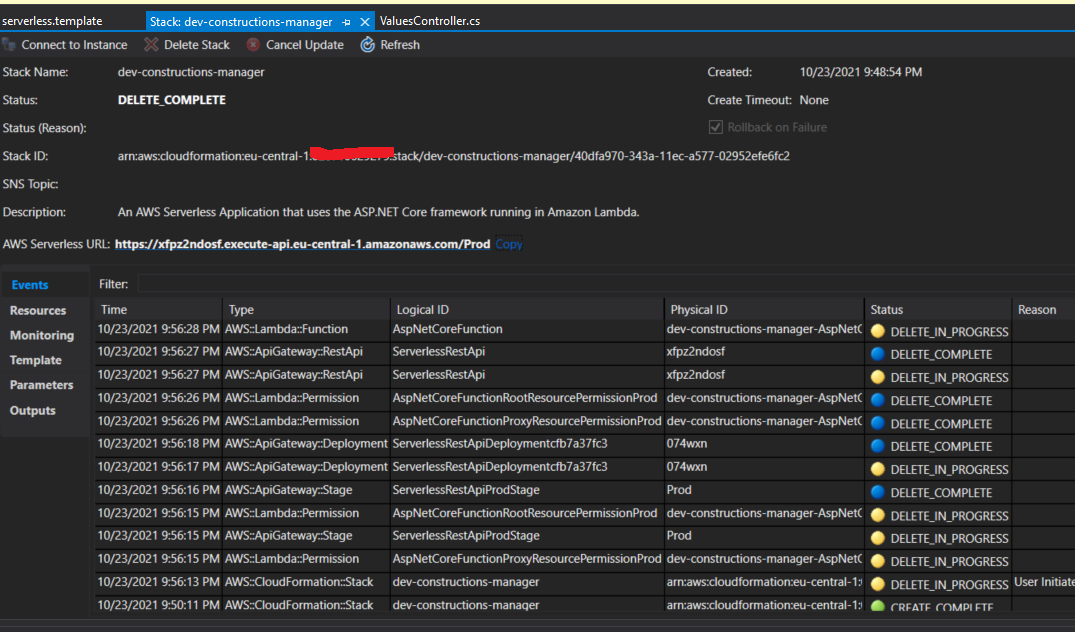 serverless.template Stack: dev-constructions-manager ValuesController.cs
Connect to Instance Delete Stack Cancel Update Refresh
Stack Name: dev-constructions-manager Created: 10/23/2021 9:48:54 PM
Status: DELETE_COMPLETE Create Timeout: None
Status (Reason): Rollback on Failure
Stack ID: arn:aws:cloudformation:eu-central-1: stack/dev-constructions-manager/40dfa970-343a-11ec-a577-02952efe6fc2
SNS Topic:
Description: An AWS Serverless Application that uses the ASP.NET Core framework running in Amazon Lambda.
AWS Serverless URL: https://xfpz2ndosf.execute-api.eu-central-1.amazonaws.com/Prod Copy
Events Filter:
Resources Time Type Logical ID Physical ID Status Reason
10/23/2021 9:56:28 PM AWS::Lambda::Function AspNetCoreFunction dev-constructions-manager-AspNetC DELETE_IN_PROGRESS
Monitoring
10/23/2021 9:56:27 PM AWS::ApiGateway::RestApi ServerlessRestApi xfpz2ndosf DELETE_COMPLETE
Template
10/23/2021 9:56:27 PM AWS::ApiGateway::RestApi ServerlessRestApi xfpz2ndosf DELETE_IN_PROGRESS
Parameters
10/23/2021 9:56:26 PM AWS::Lambda::Permission AspNetCoreFunctionRootResourcePermissionProd dev-constructions-manager-AspNetC DELETE_COMPLETE
Outputs
10/23/2021 9:56:26 PM AWS::Lambda::Permission AspNetCoreFunctionProxyResourcePermissionProd dev-constructions-manager-AspNetC DELETE_COMPLETE
10/23/2021 9:56:18 PM AWS::ApiGateway::Deployment ServerlessRestApiDeploymentcfb7a37fc3 074wxn DELETE_COMPLETE
10/23/2021 9:56:17 PM AWS::ApiGateway::Deployment ServerlessRestApiDeploymentcfb7a37fc3 074wxn DELETE_IN_PROGRESS
10/23/2021 9:56:16 PM AWS::ApiGateway::Stage ServerlessRestApiProdStage Prod DELETE_COMPLETE
10/23/2021 9:56:15 PM AWS::Lambda::Permission AspNetCoreFunctionRootResourcePermissionProd dev-constructions-manager-AspNetC DELETE_IN_PROGRESS
10/23/2021 9:56:15 PM AWS::ApiGateway::Stage ServerlessRestApiProdStage Prod DELETE_IN_PROGRESS
10/23/2021 9:56:15 PM AWS::Lambda::Permission AspNetCoreFunctionProxyResourcePermissionProd dev-constructions-manager-AspNetC DELETE_IN_PROGRESS
10/23/2021 9:56:13 PM AWS::CloudFormation::Stack dev-constructions-manager arn:aws:cloudformation:eu-central-1: DELETE_IN_PROGRESS User Initiate
10/23/2021 9:50:11 PM AWS::CloudFormation::Stack dev-constructions-manager arn:aws:cloudformation:eu-central-1: CREATE_COMPLETE